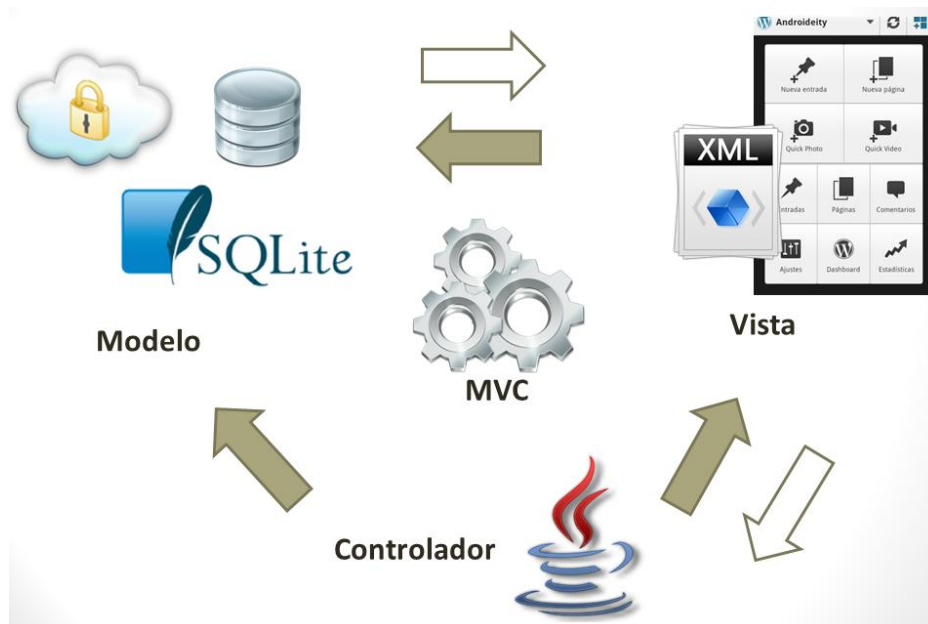 Androideity
Nueva entrada
Nueva página
Quick Photo
Quick Video
XML
Entradas
Páginas
Comentarios
Ajustes
Dashboard
Estadísticas
SQLite
Modelo
Vista
MVC
Controlador